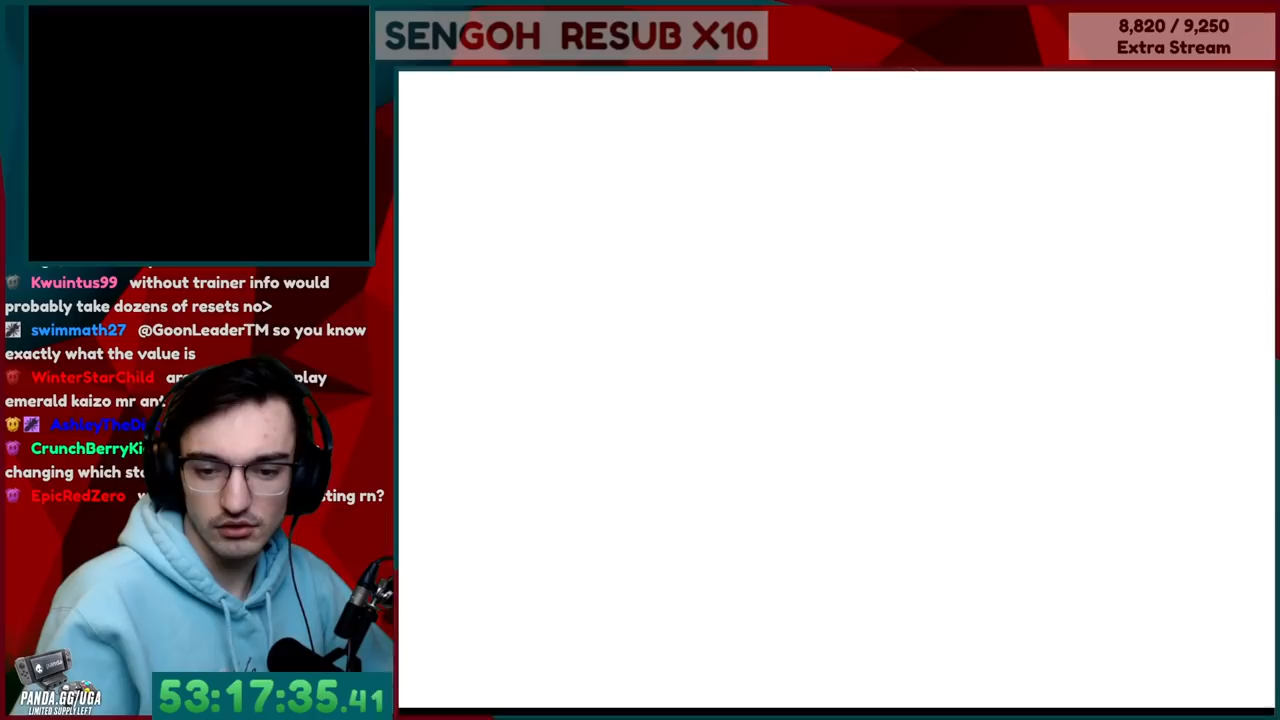 SENGOH RESUB X10
8,820 / 9,250
Extra Stream
Kwuintus99 without trainer info would
probably take dozens of resets no>
swimmath27 @GoonLeaderTM so you know
exactly what the value is
WinterStarChild play
emerald kaizo mr
CrunchBerryKi
changing which
EpicRedZero rn?
PANDA.GG/UGA
LIMITED SUPPLY LEFT
53:17:35.41